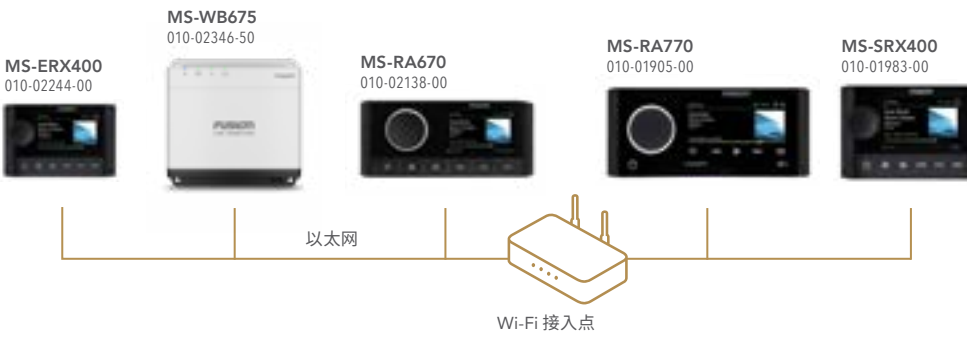 MS-WB675
010-02346-50
MS-ERX400
010-02244-00
MS-RA670
010-02138-00
MS-RA770
010-01905-00
MS-SRX400
010-01983-00
FUSION
以太网
Wi-Fi 接入点